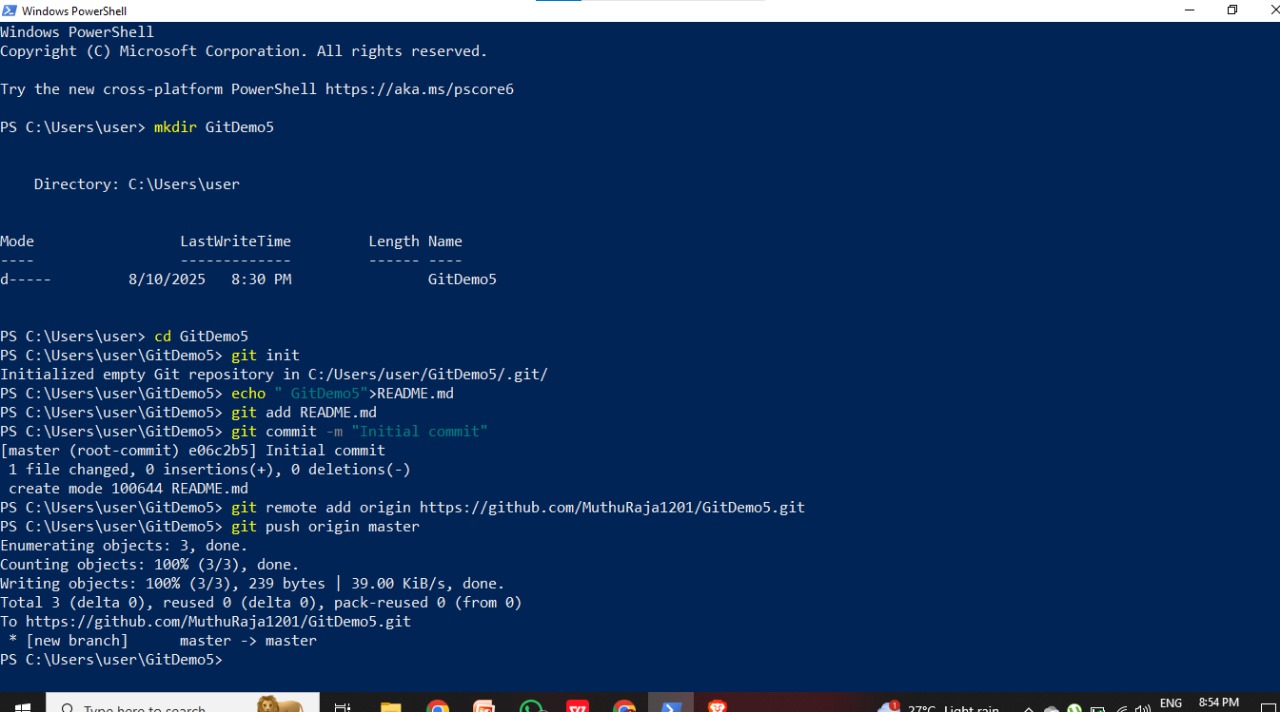 Windows PowerShell
Windows PowerShell
Copyright (C) Microsoft Corporation. All rights reserved.
Try the new cross-platform PowerShell https://aka.ms/pscore6
PS C:\Users\user> mkdir GitDemo5
    Directory: C:\Users\user
Mode                 LastWriteTime         Length Name
----                 -------------         ------ ----
d-----         8/10/2025   8:30 PM                GitDemo5
PS C:\Users\user> cd GitDemo5
PS C:\Users\user\GitDemo5> git init
Initialized empty Git repository in C:/Users/user/GitDemo5/.git/
PS C:\Users\user\GitDemo5> echo " GitDemo5">README.md
PS C:\Users\user\GitDemo5> git add README.md
PS C:\Users\user\GitDemo5> git commit -m "Initial commit"
[master (root-commit) e06c2b5] Initial commit
 1 file changed, 0 insertions(+), 0 deletions(-)
 create mode 100644 README.md
PS C:\Users\user\GitDemo5> git remote add origin https://github.com/MuthuRaja1201/GitDemo5.git
PS C:\Users\user\GitDemo5> git push origin master
Enumerating objects: 3, done.
Counting objects: 100% (3/3), done.
Writing objects: 100% (3/3), 239 bytes | 39.00 KiB/s, done.
Total 3 (delta 0), reused 0 (delta 0), pack-reused 0 (from 0)
To https://github.com/MuthuRaja1201/GitDemo5.git
 * [new branch]      master -> master
PS C:\Users\user\GitDemo5>
Type here to search
1
27°C Light rain
ENG
8:54 PM